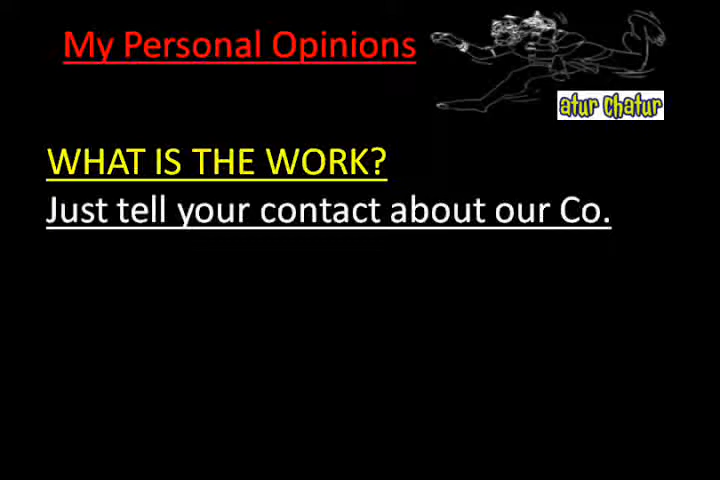 My Personal Opinions
atur chatur
WHAT IS THE WORK?
Just tell your contact about our Co.